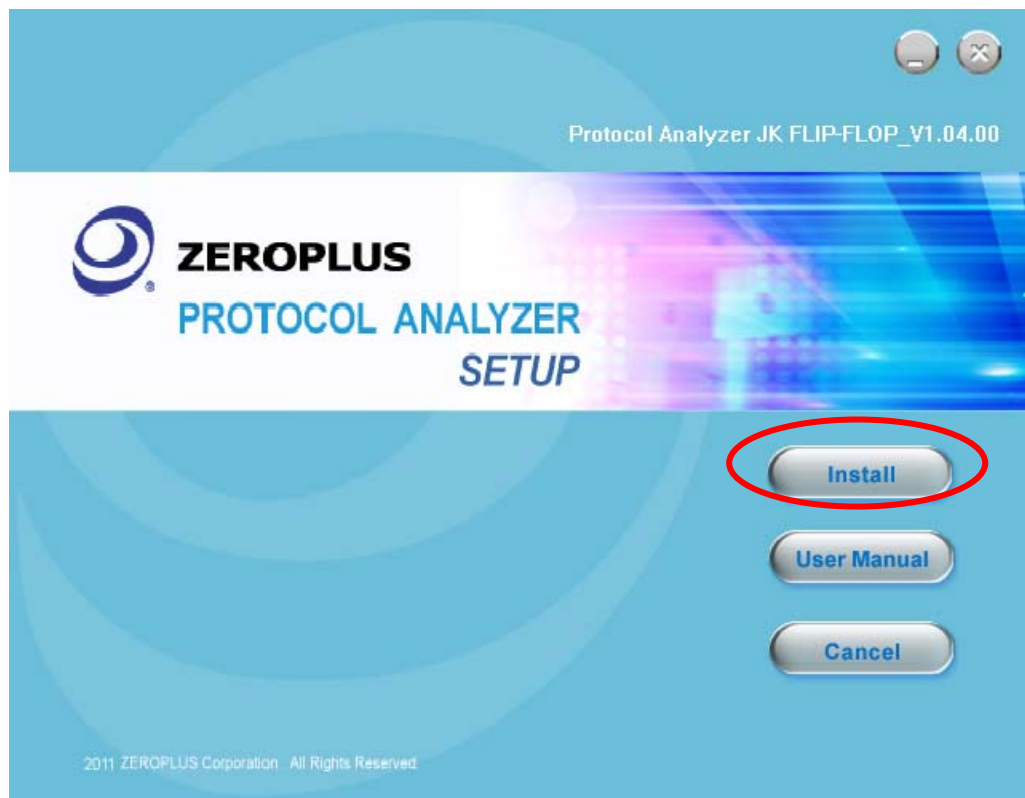 Protocol Analyzer JK FLIP-FLOP_V1.04.00
ZEROPLUS
PROTOCOL ANALYZER
SETUP
Install
User Manual
Cancel
2011 ZEROPLUS Corporation All Rights Reserved